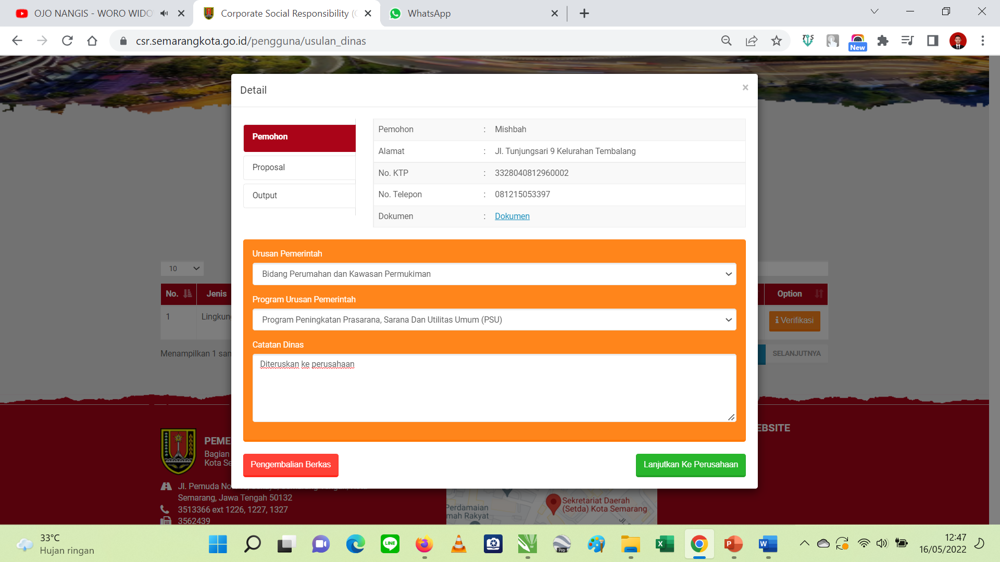 OJO NANGIS - WORO WIDO
Corporate Social Responsibility (
WhatsApp
csr.semarangkota.go.id/pengguna/usulan_dinas
New
Detail
Pemohon
Proposal
Output
Pemohon : Mishbah
Alamat : Jl. Tunjungsari 9 Kelurahan Tembalang
No. KTP : 3328040812960002
No. Telepon : 081215053397
Dokumen : Dokumen
Urusan Pemerintah
Bidang Perumahan dan Kawasan Permukiman
Program Urusan Pemerintah
Program Peningkatan Prasarana, Sarana Dan Utilitas Umum (PSU)
Catatan Dinas
Diteruskan ke perusahaan
Pengembalian Berkas
Lanjutkan Ke Perusahaan
10
No. Jenis Option
1 Lingkun Verifikasi
Menampilkan 1 sam
SELANJUTNYA
PEME
Bagian
Kota Se
Jl. Pemuda No
Semarang, Jawa Tengah 50132
3513366 ext 1226, 1227, 1327
3562439
EBSITE
Perdamaian
mah Rakyat
Sekretariat Daerah
(Setda) Kota Semarang
33°C
Hujan ringan
LINE
Pro
12:47
16/05/2022